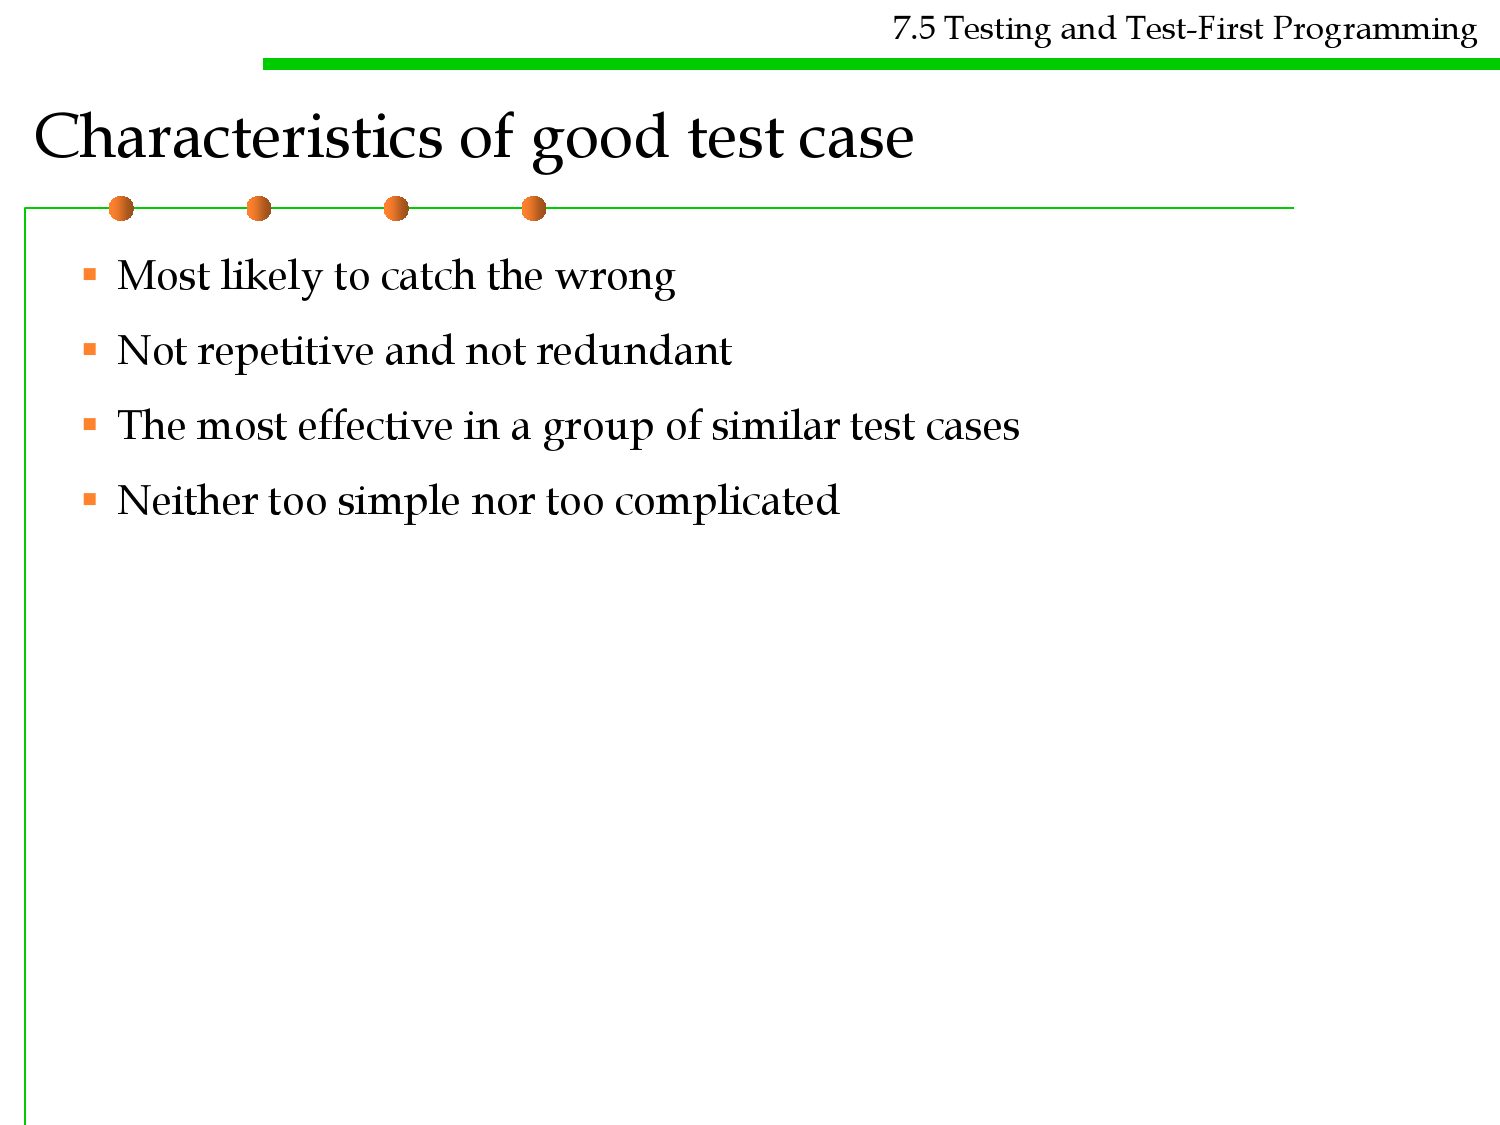 7.5 Testing and Test-First Programming
Characteristics of good test case
Most likely to catch the wrong
Not repetitive and not redundant
The most effective in a group of similar test cases
Neither too simple nor too complicated